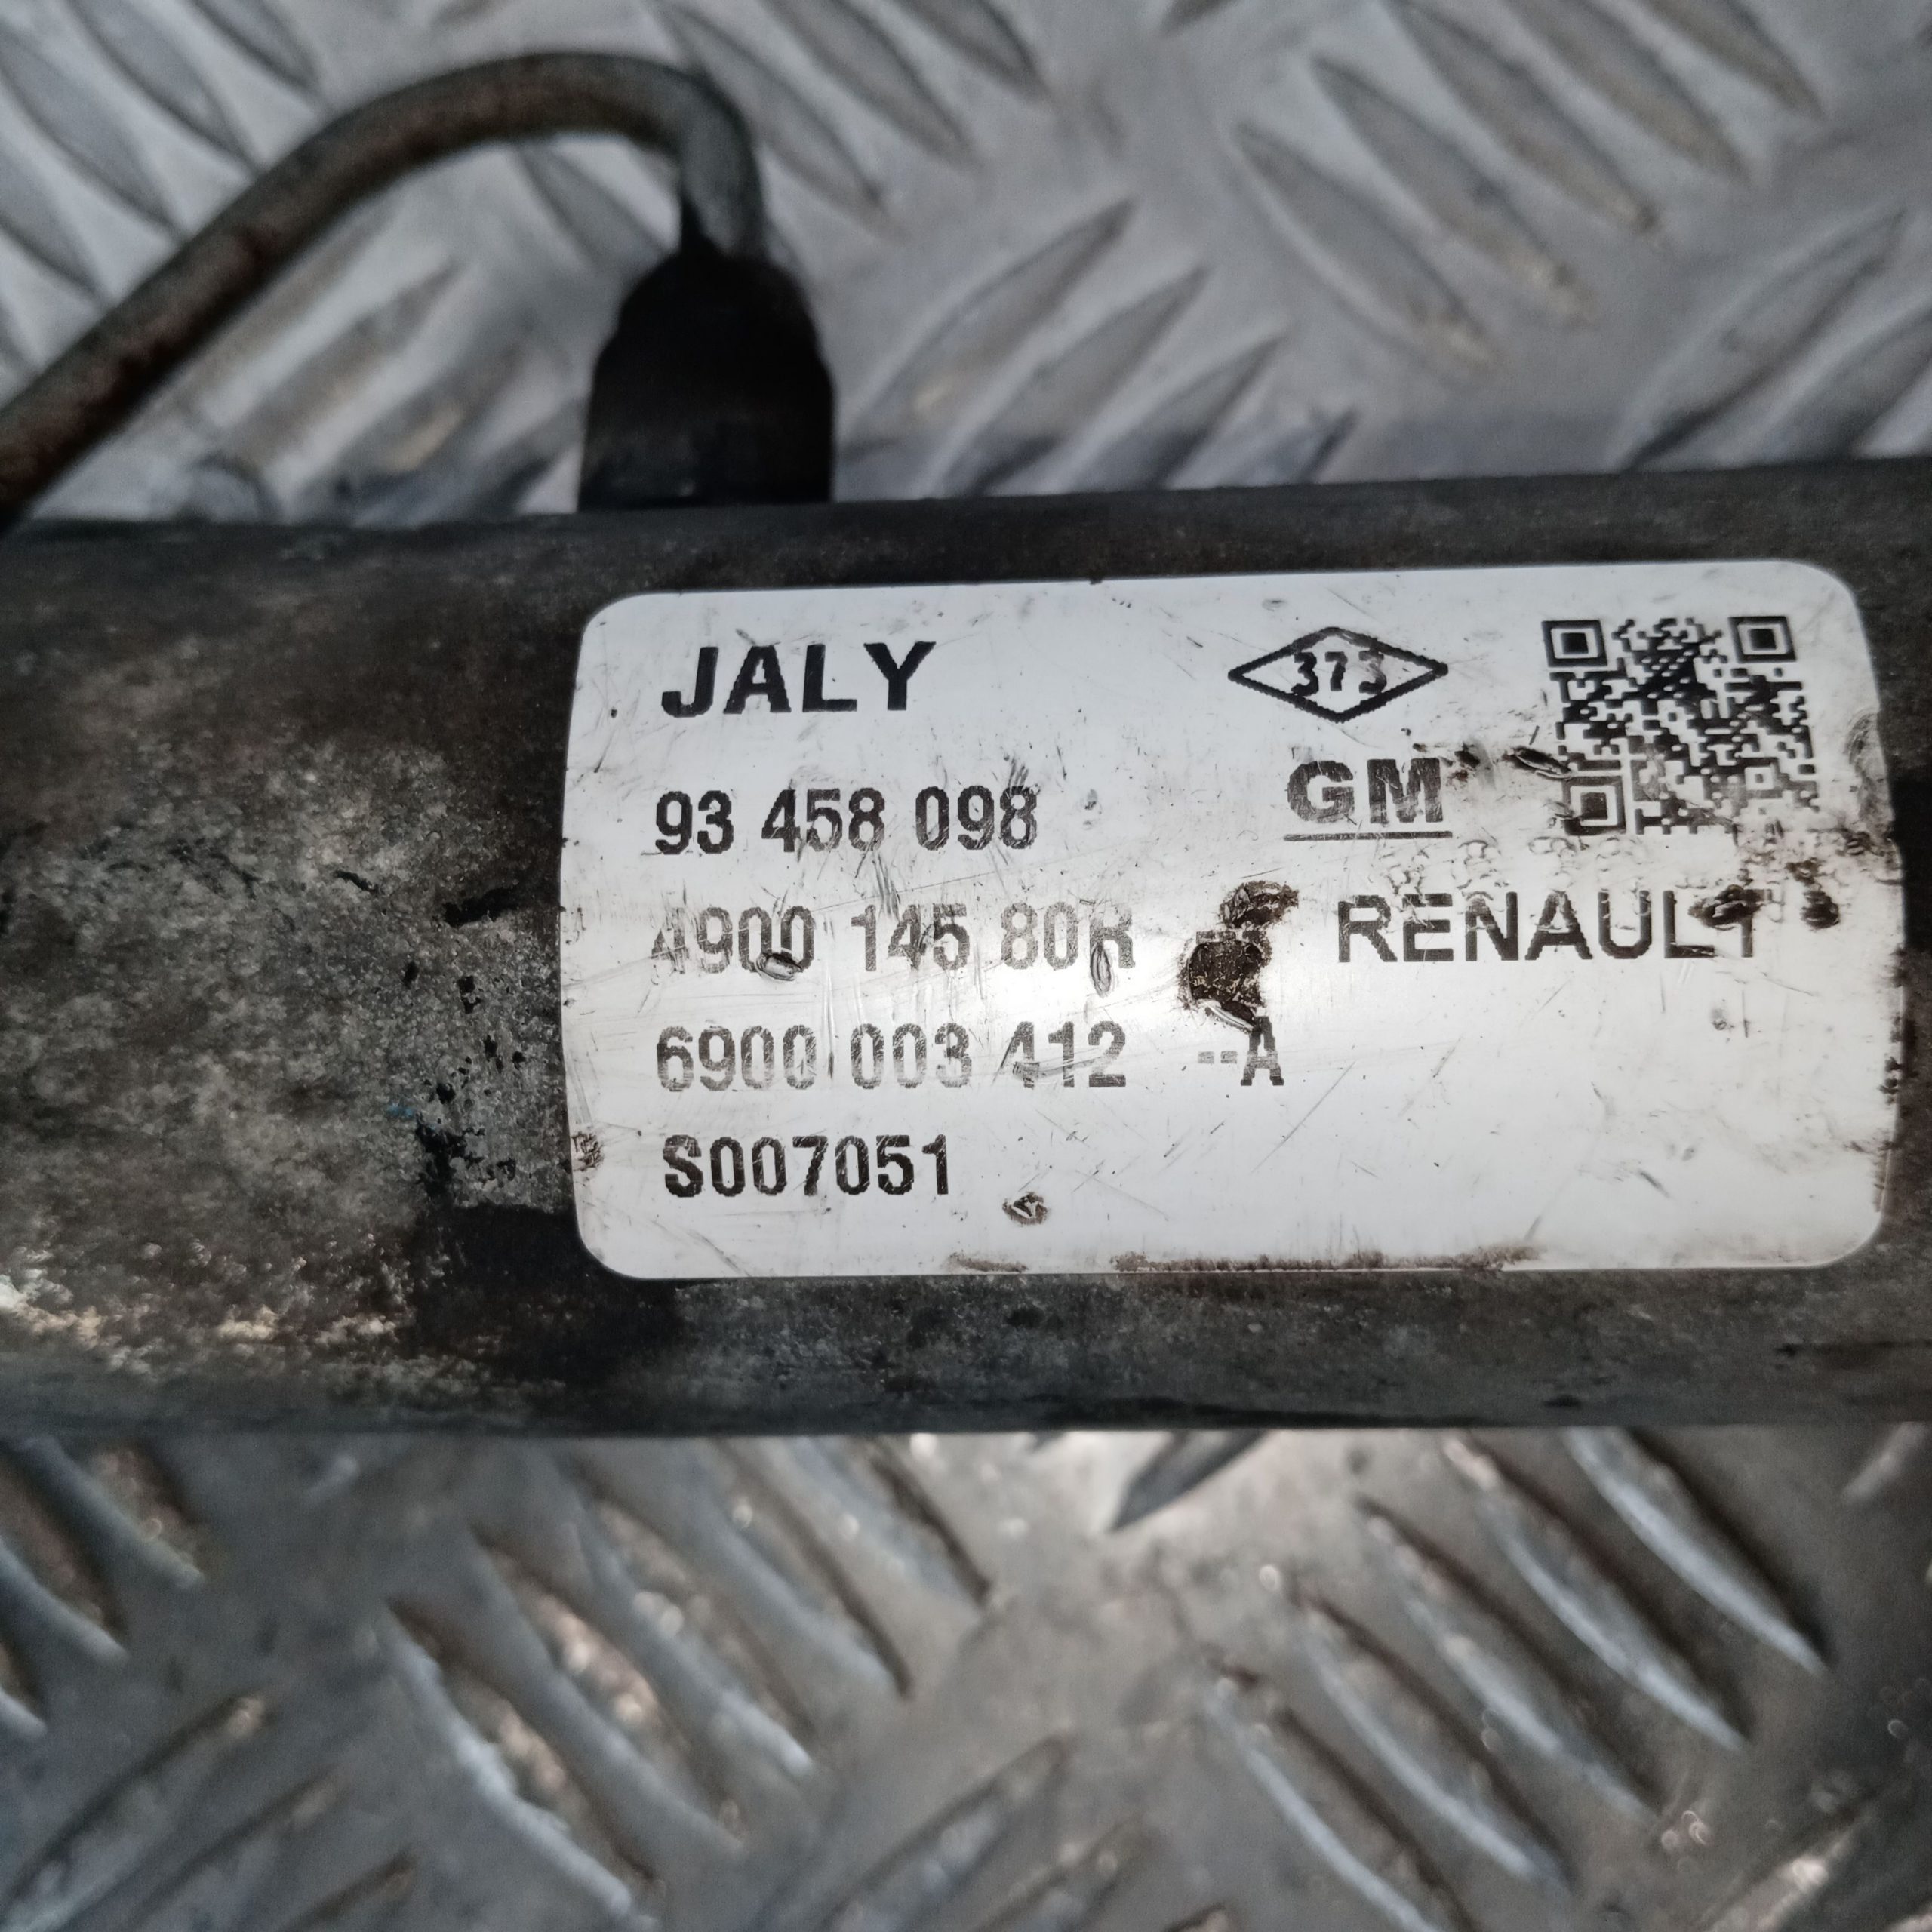 JALY
373
93 458 098 GM
4900 145 80R RENAULT
6900 003 412 --A
S007051